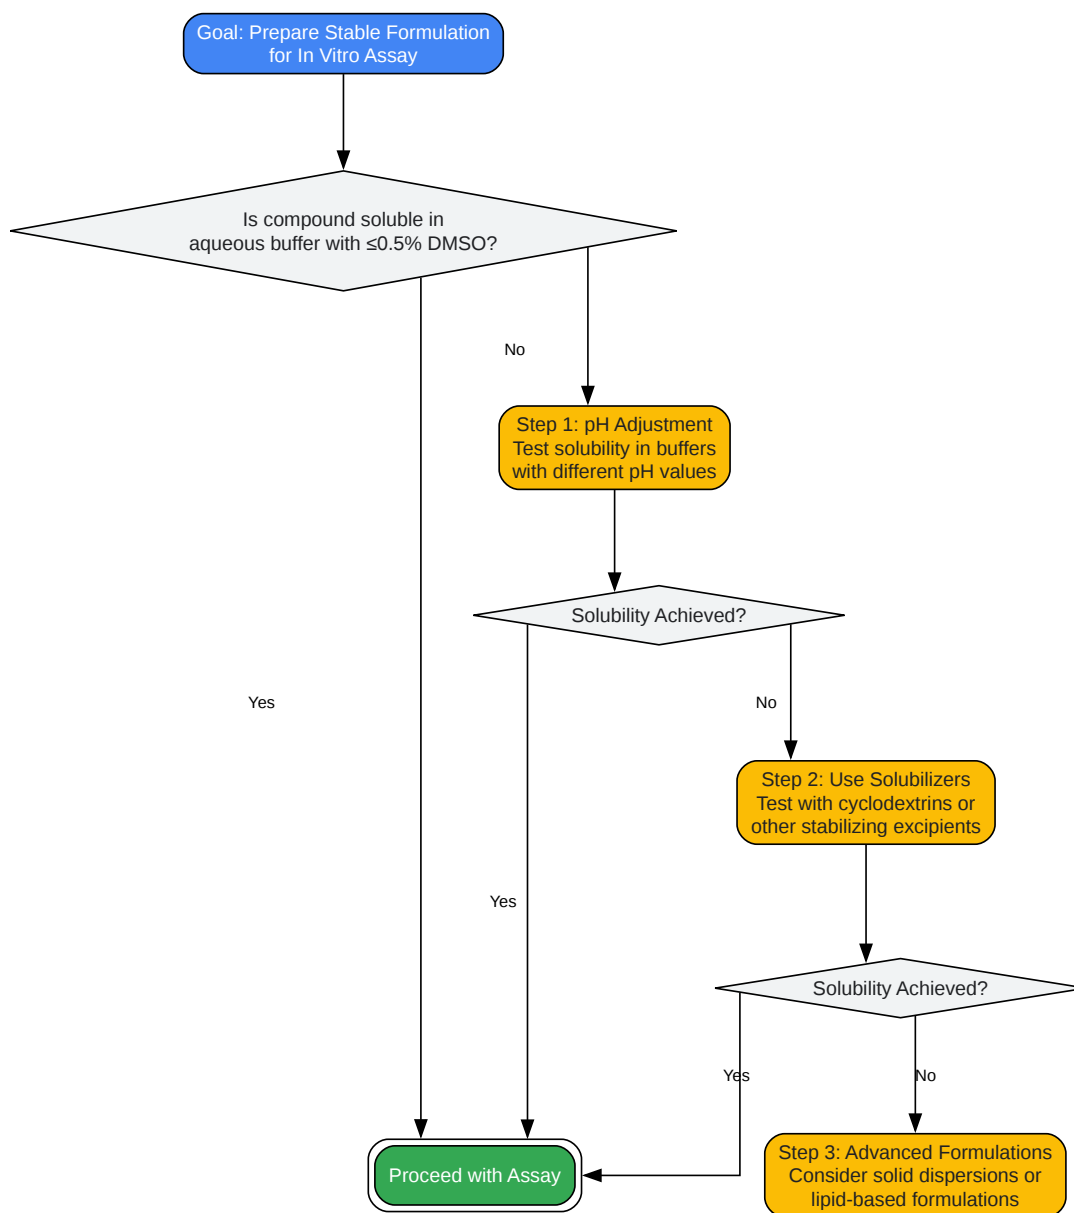 Goal: Prepare Stable Formulation
for In Vitro Assay
Is compound soluble in
aqueous buffer with ≤0.5% DMSO?
No
Step 1: pH Adjustment
Test solubility in buffers
with different pH values
Solubility Achieved?
Yes
No
Step 2: Use Solubilizers
Test with cyclodextrins or
other stabilizing excipients
Yes
Solubility Achieved?
Yes
No
Proceed with Assay
Step 3: Advanced Formulations
Consider solid dispersions or
lipid-based formulations